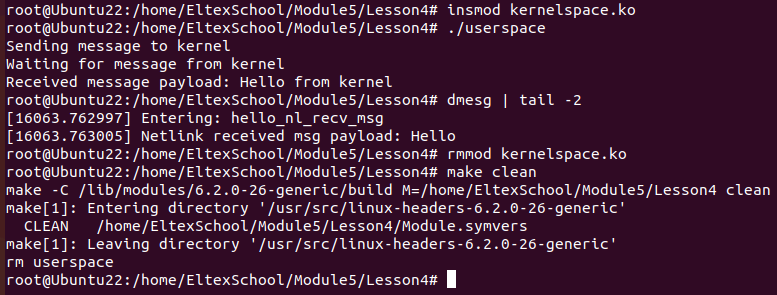 root@Ubuntu22:/home/EltexSchool/Module5/Lesson4# insmod kernelspace.ko
root@Ubuntu22:/home/EltexSchool/Module5/Lesson4# ./userspace
Sending message to kernel
Waiting for message from kernel
Received message payload: Hello from kernel
root@Ubuntu22:/home/EltexSchool/Module5/Lesson4# dmesg | tail -2
[16063.762997] Entering: hello_nl_recv_msg
[16063.763005] Netlink received msg payload: Hello
root@Ubuntu22:/home/EltexSchool/Module5/Lesson4# rmmod kernelspace.ko
root@Ubuntu22:/home/EltexSchool/Module5/Lesson4# make clean
make -C /lib/modules/6.2.0-26-generic/build M=/home/EltexSchool/Module5/Lesson4 clean
make[1]: Entering directory '/usr/src/linux-headers-6.2.0-26-generic'
  CLEAN   /home/EltexSchool/Module5/Lesson4/Module.symvers
make[1]: Leaving directory '/usr/src/linux-headers-6.2.0-26-generic'
rm userspace
root@Ubuntu22:/home/EltexSchool/Module5/Lesson4#